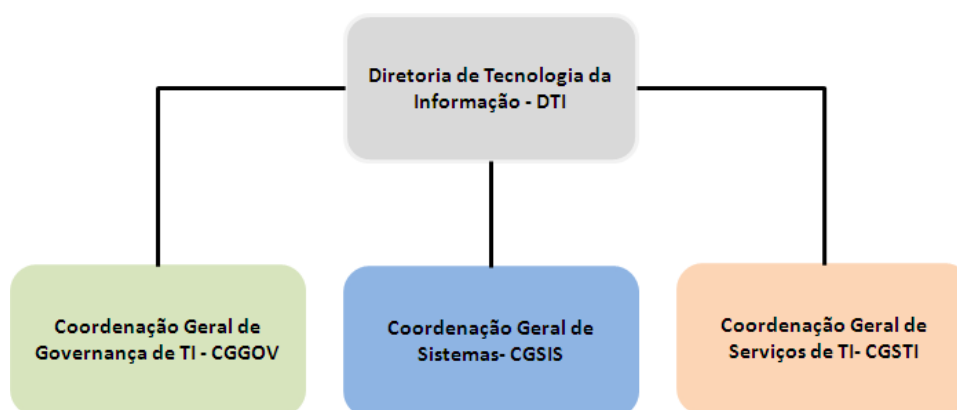 Diretoria de Tecnologia da
Informação - DTI
Coordenação Geral de
Governança de TI - CGGOV
Coordenação Geral de
Sistemas- CGSIS
Coordenação Geral de
Serviços de TI- CGSTI